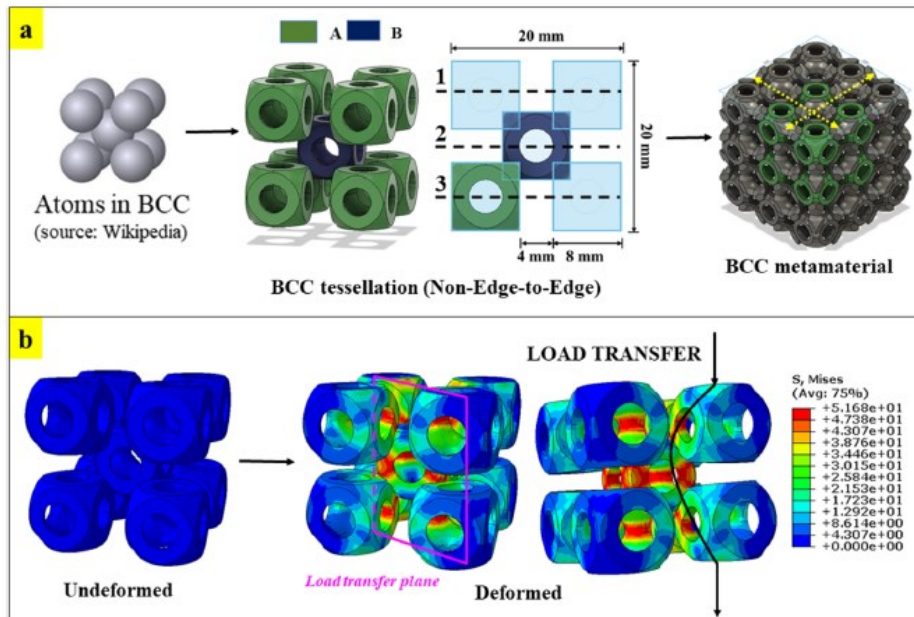 a
A B
20 mm
1
2
3
20 mm
4 mm 8 mm
Atoms in BCC
(source: Wikipedia)
BCC tessellation (Non-Edge-to-Edge)
BCC metamaterial
b
LOAD TRANSFER
S, Mises
(Avg: 75%)
+5.168e+01
+4.738e+01
+4.307e+01
+3.876e+01
+3.446e+01
+3.015e+01
+2.584e+01
+2.153e+01
+1.723e+01
+1.292e+01
+8.614e+00
+4.307e+00
+0.000e+00
Undeformed
Load transfer plane
Deformed